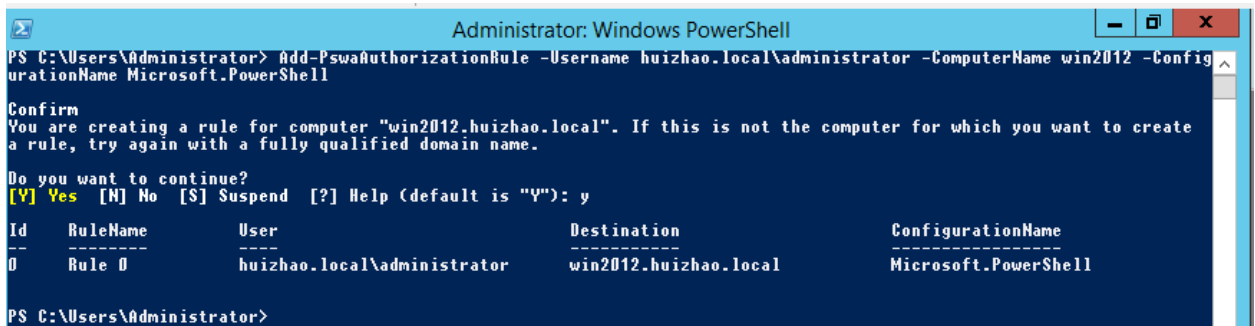 Administrator: Windows PowerShell
PS C:\Users\Administrator> Add-PswaAuthorizationRule -Username huizhao.local\administrator -ComputerName win2012 -Config
urationName Microsoft.PowerShell
Confirm
You are creating a rule for computer "win2012.huizhao.local". If this is not the computer for which you want to create
a rule, try again with a fully qualified domain name.
Do you want to continue?
[Y] Yes  [N] No  [S] Suspend  [?] Help (default is "Y"): y
Id    RuleName    User    Destination    ConfigurationName
--    --------    ----    -----------    -----------------
0    Rule 0    huizhao.local\administrator    win2012.huizhao.local    Microsoft.PowerShell
PS C:\Users\Administrator>